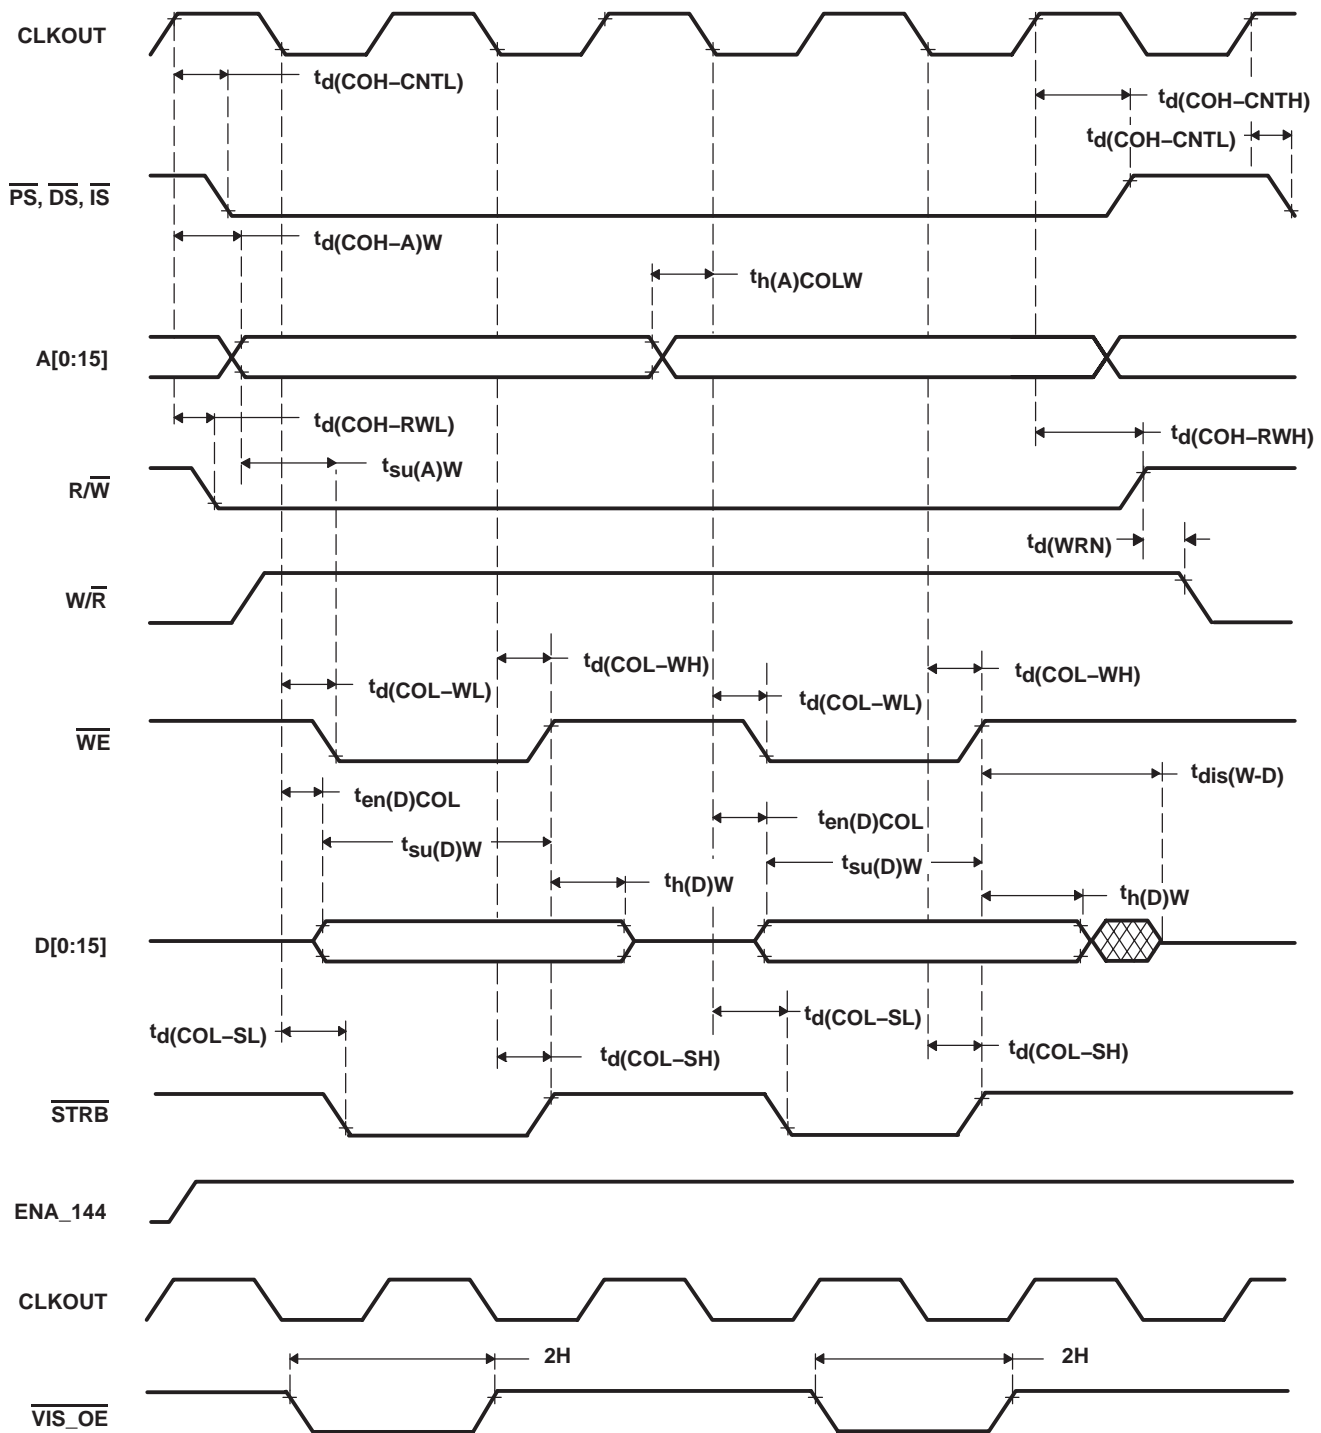 CLKOUT
td(COH–CNTL)
td(COH–CNTH)
td(COH–CNTL)
PS, DS, IS
td(COH–A)W
th(A)COLW
A[0:15]
td(COH–RWL)
td(COH–RWH)
tsu(A)W
R/W
td(WRN)
W/R
td(COL–WH)
td(COL–WH)
td(COL–WL)
td(COL–WL)
WE
tdis(W-D)
ten(D)COL
ten(D)COL
tsu(D)W
tsu(D)W
th(D)W
th(D)W
D[0:15]
td(COL–SL)
td(COL–SL)
td(COL–SH)
td(COL–SH)
STRB
ENA_144
CLKOUT
2H
2H
VIS_OE